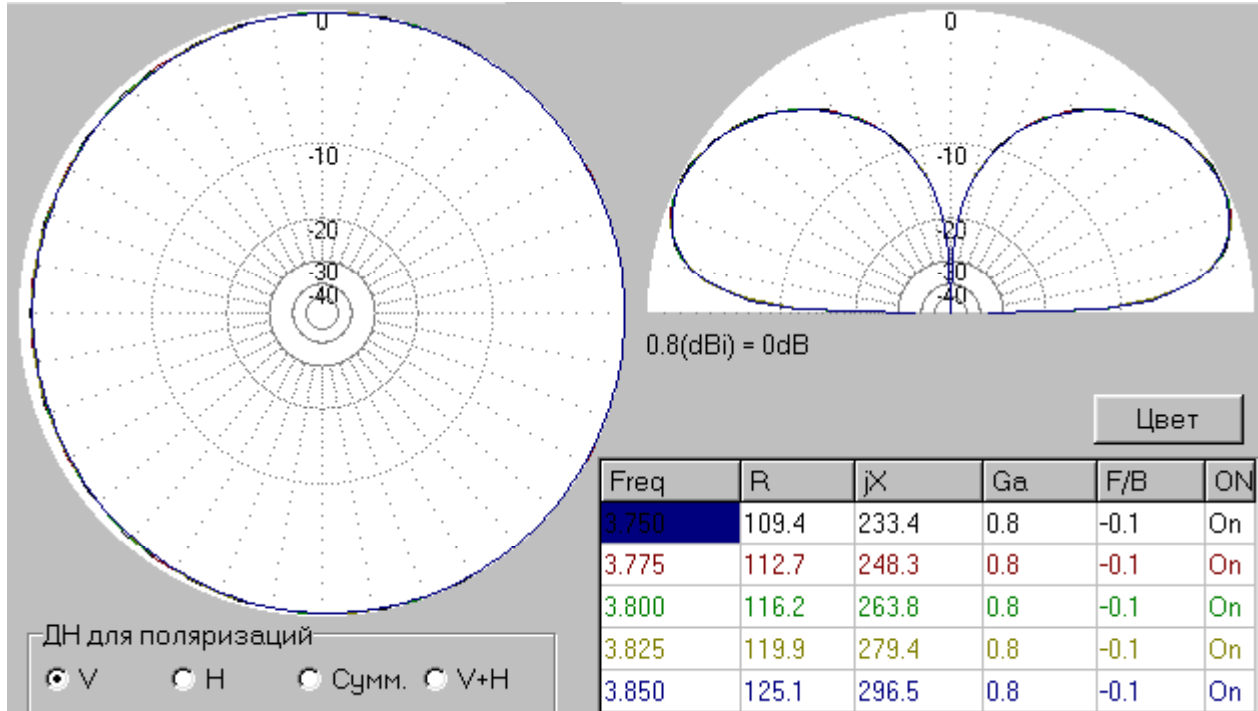 0
-10
-20
-30
-40
0
-10
-20
-30
-40
0.8(dBi) = 0dB
Цвет
Freq R jX Ga F/B ON
3.750 109.4 233.4 0.8 -0.1 On
3.775 112.7 248.3 0.8 -0.1 On
3.800 116.2 263.8 0.8 -0.1 On
3.825 119.9 279.4 0.8 -0.1 On
3.850 125.1 296.5 0.8 -0.1 On
ДН для поляризаций
V H Сумм. V+H